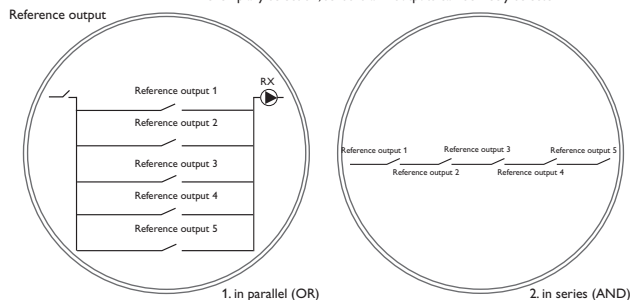 Reference output
RX
Reference output 1
Reference output 2
Reference output 3
Reference output 4
Reference output 5
1. in parallel (OR)
Reference output 1
Reference output 3
Reference output 5
Reference output 2
Reference output 4
2. in series (AND)